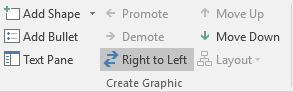 Add Shape Promote Move Up
Add Bullet Demote Move Down
Text Pane Right to Left Layout
Create Graphic